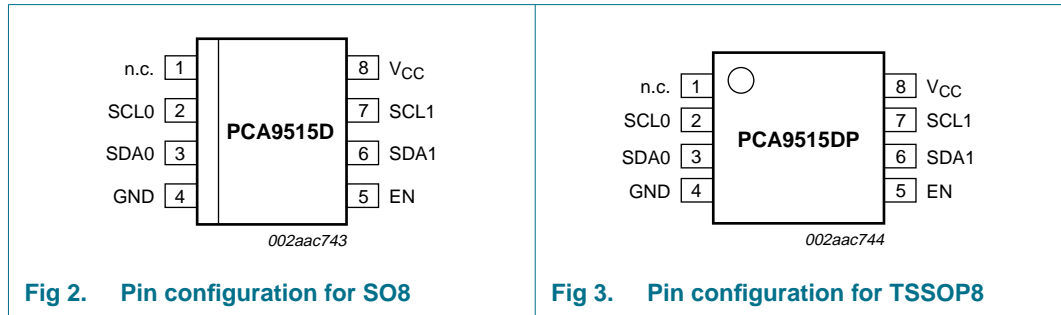 n.c. 1 8 VCC
SCL0 2 7 SCL1
SDA0 3 6 SDA1
GND 4 5 EN
PCA9515D
002aac743
Fig 2. Pin configuration for SO8
n.c. 1 8 VCC
SCL0 2 7 SCL1
SDA0 3 6 SDA1
GND 4 5 EN
PCA9515DP
002aac744
Fig 3. Pin configuration for TSSOP8